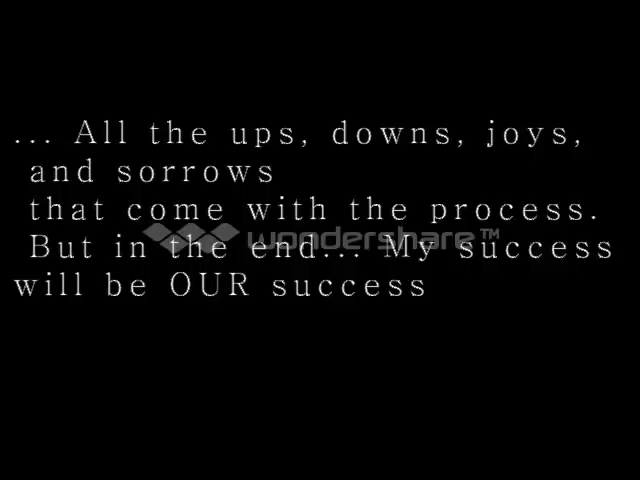 ... All the ups, downs, joys,
and sorrows
that come with the process.
But in the end... My success
wondershare™
will be OUR success